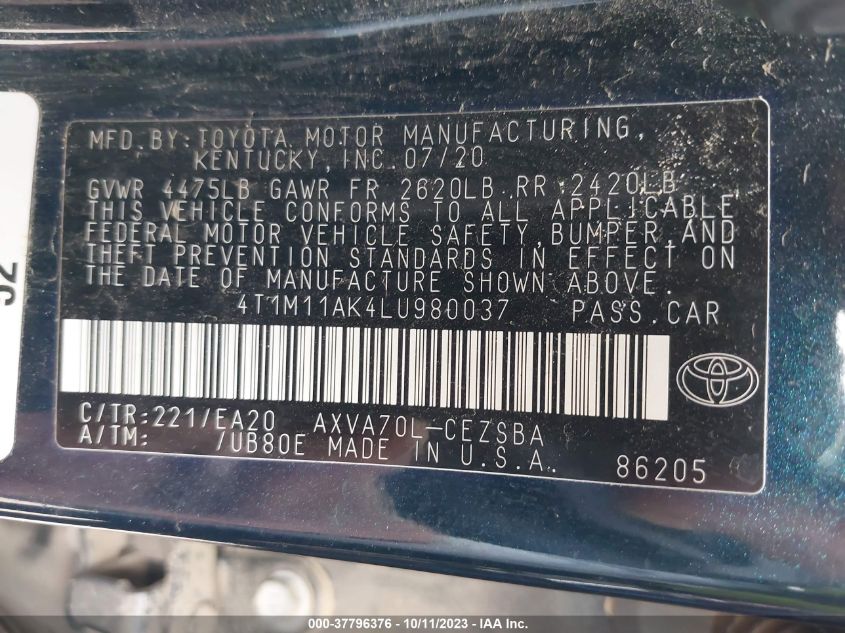 MFD.BY:TOYOTA MOTOR MANUFACTURING,
KENTUCKY,INC.07/20
GVWR 4475LB GAWR FR 2620LB RR 2420LB
THIS VEHICLE CONFORMS TO ALL APPLICABLE
FEDERAL MOTOR VEHICLE SAFETY,BUMPER,AND
THEFT PREVENTION STANDARDS IN EFFECT ON
THE DATE OF MANUFACTURE SHOWN ABOVE.
4T1M11AK4LU980037 PASS.CAR
C/TR:221/EA20 AXVA70L-CEZSBA
A/TM: /UB80E MADE IN U.S.A. 86205
52
000-37796376 - 10/11/2023 - IAA Inc.